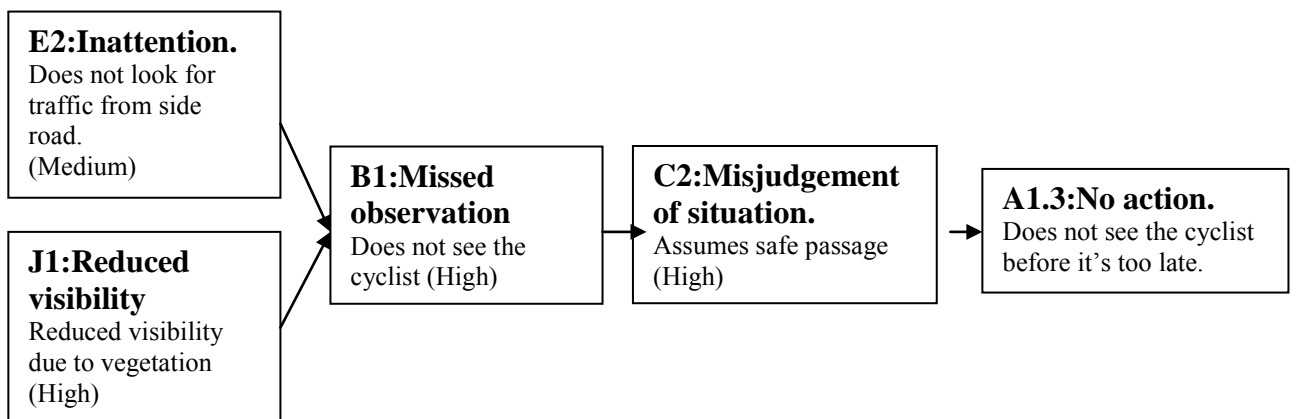 E2:Inattention.
Does not look for
traffic from side
road.
(Medium)
J1:Reduced
visibility
Reduced visibility
due to vegetation
(High)
B1:Missed
observation
Does not see the
cyclist (High)
C2:Misjudgement
of situation.
Assumes safe passage
(High)
A1.3:No action.
Does not see the cyclist
before it's too late.